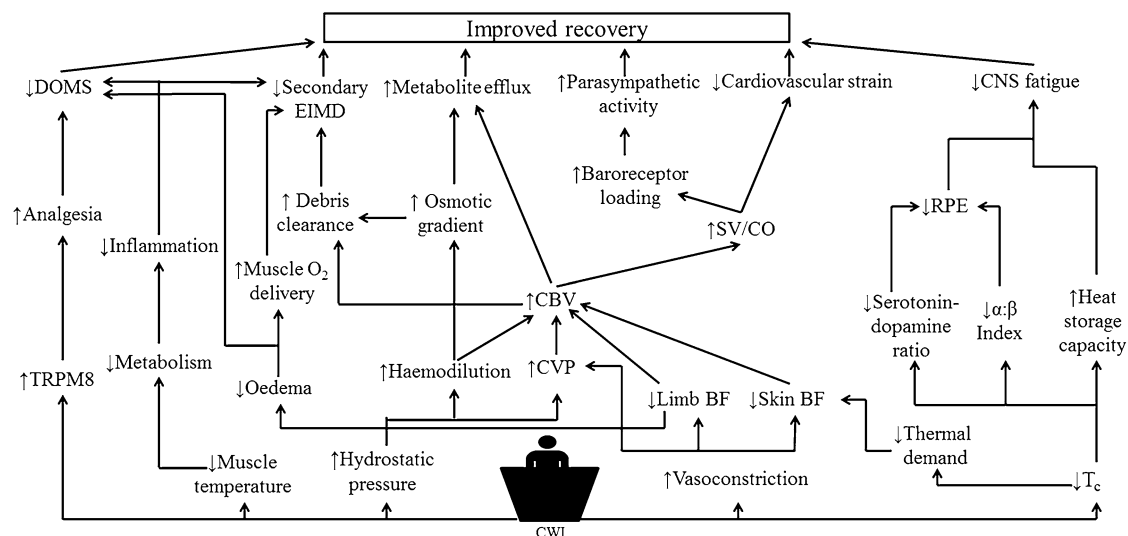 Improved recovery
↓DOMS
↓Secondary
EIMD
↑Metabolite efflux
↑Parasympathetic
activity
↓Cardiovascular strain
↓CNS fatigue
↑Analgesia
↑ Debris
clearance
↑ Osmotic
gradient
↑Baroreceptor
loading
↑SV/CO
↓RPE
↓Inflammation
↑Muscle O₂
delivery
↑CBV
↓Serotonin-
dopamine
ratio
↓α:β
Index
↑Heat
storage
capacity
↑TRPM8
↓Metabolism
↓Oedema
↑Haemodilution
↑CVP
↓Limb BF
↓Skin BF
↓Thermal
demand
↓Muscle
temperature
↑Hydrostatic
pressure
↑Vasoconstriction
↓Tc
CWI